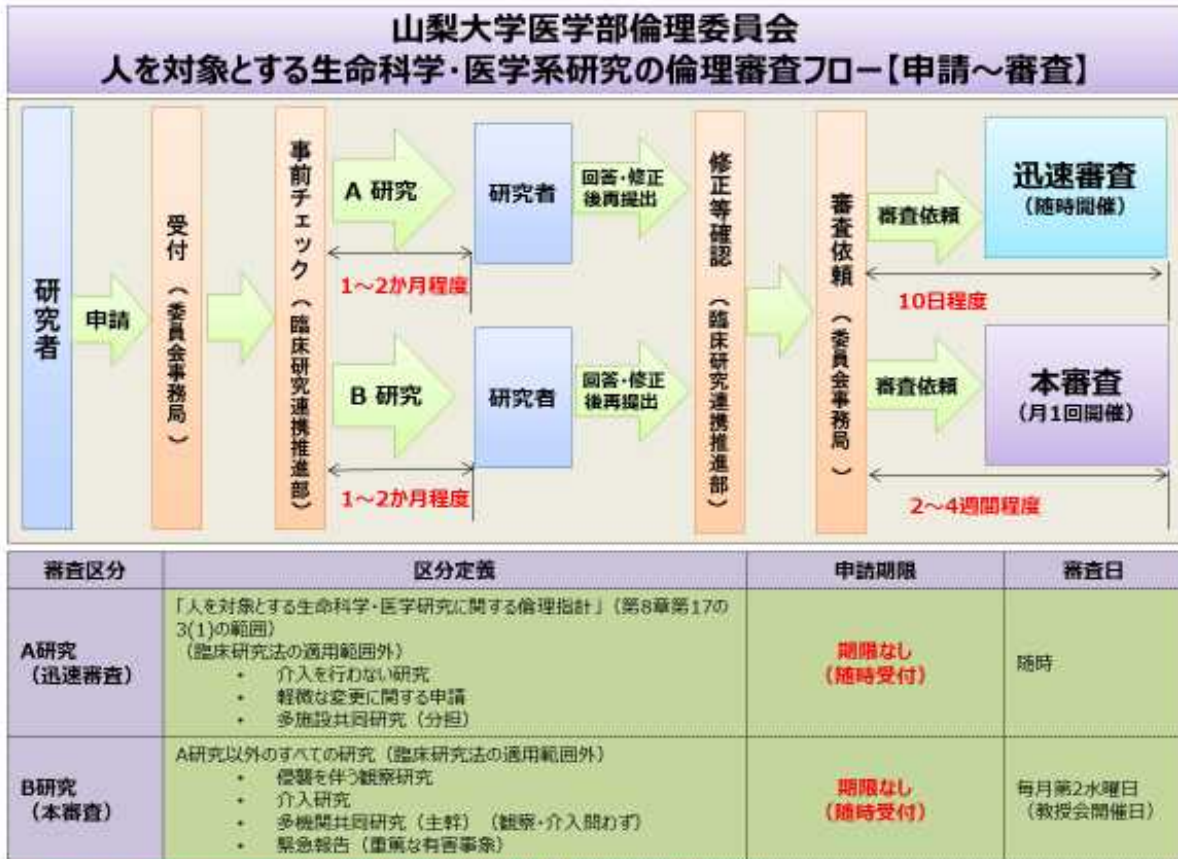 山梨大学医学部倫理委員会
人を対象とする生命科学・医学系研究の倫理審査フロー【申請～審査】
研究者
申請
受付（委員会事務局）
事前チェック（臨床研究連携推進部）
A 研究
1～2か月程度
研究者
回答・修正
後再提出
B 研究
1～2か月程度
研究者
回答・修正
後再提出
修正等確認（臨床研究連携推進部）
審査依頼（委員会事務局）
審査依頼
迅速審査
（随時開催）
10日程度
審査依頼
本審査
（月1回開催）
2～4週間程度
審査区分 区分定義 申請期限 審査日
A研究
（迅速審査）
「人を対象とする生命科学・医学研究に関する倫理指針」（第8章第17の
3(1)の範囲）
（臨床研究法の適用範囲外）
・ 介入を行わない研究
・ 軽微な変更に関する申請
・ 多施設共同研究（分担）
期限なし
（随時受付）
随時
B研究
（本審査）
A研究以外のすべての研究（臨床研究法の適用範囲外）
・ 侵襲を伴う観察研究
・ 介入研究
・ 多機関共同研究（主幹）（観察・介入問わず）
・ 緊急報告（重篤な有害事象）
期限なし
（随時受付）
毎月第2水曜日
（教授会開催日）